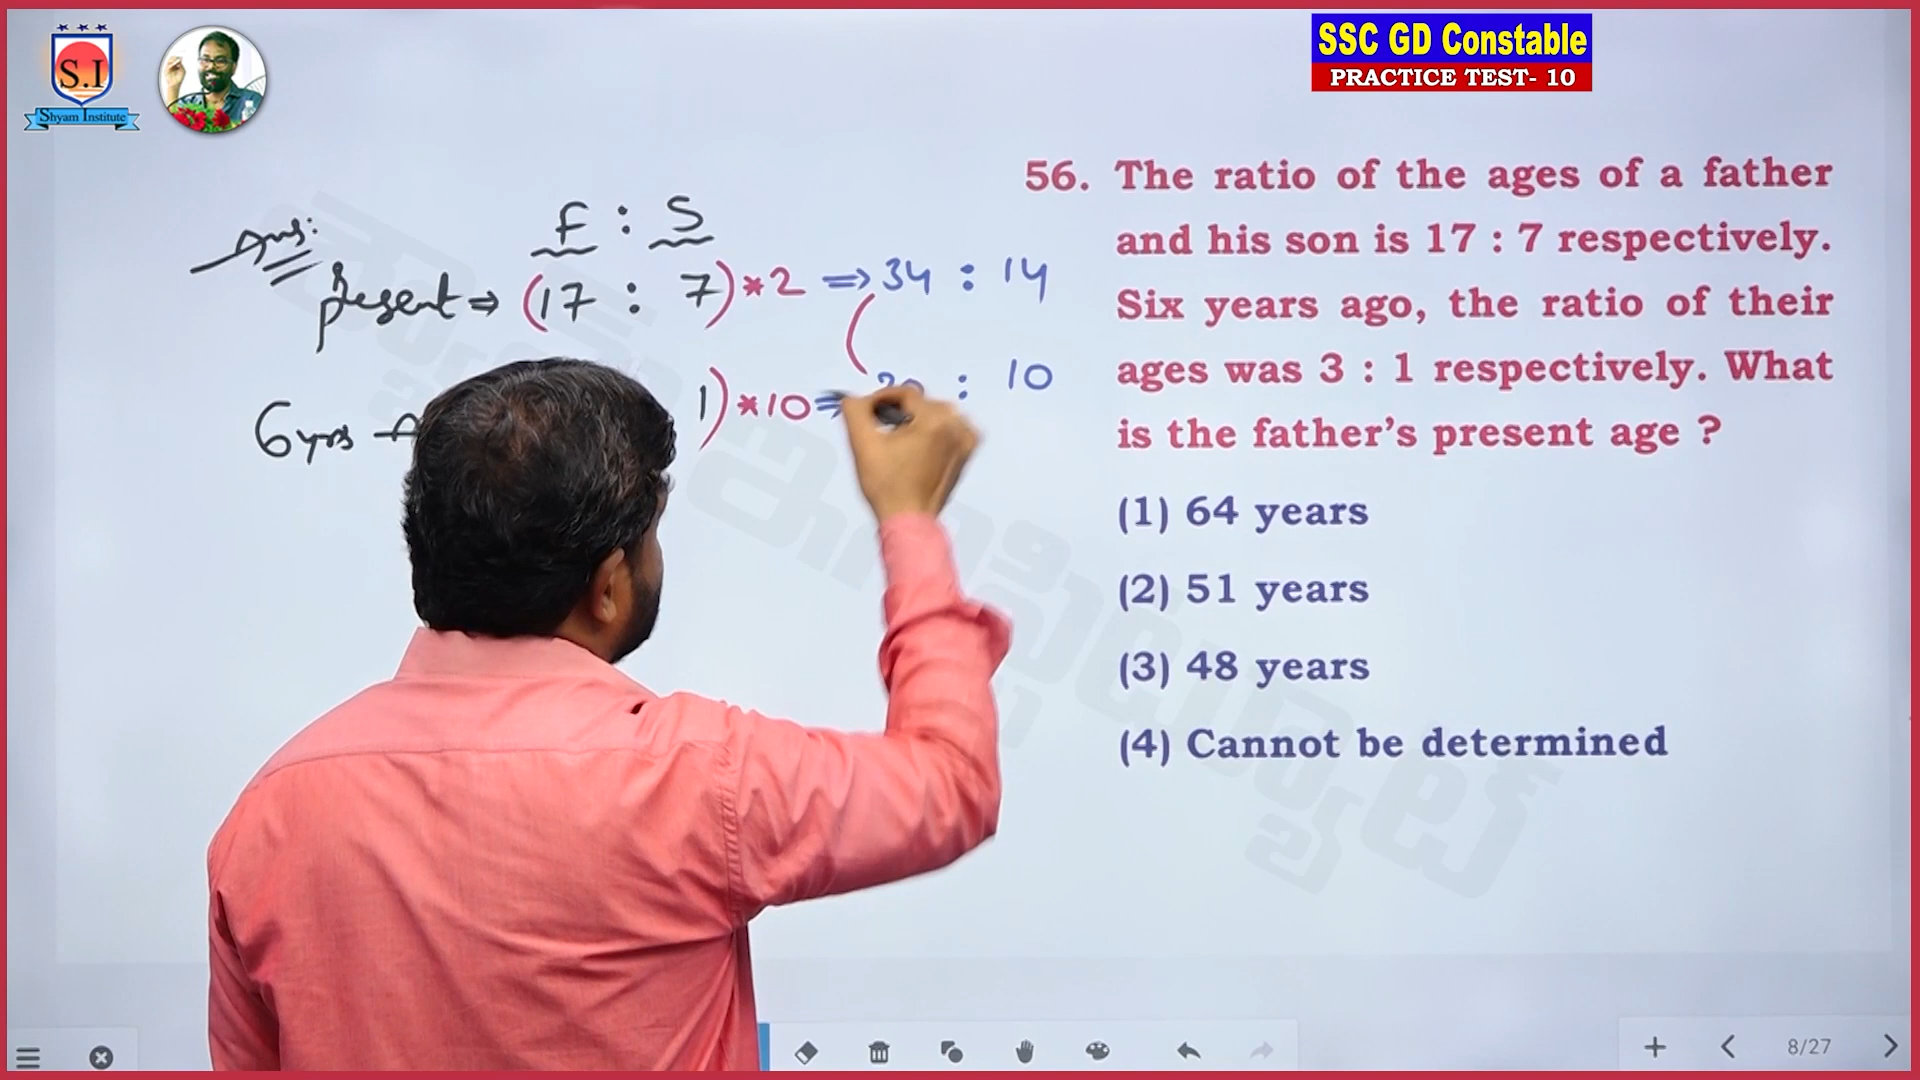 S.I
Shyam Institute
SSC GD Constable
PRACTICE TEST- 10
Ans:
F : S
present ⇒ (17 : 7)*2 ⇒ 34 : 14
6 yrs 1)*10 ⇒ : 10
56. The ratio of the ages of a father
and his son is 17 : 7 respectively.
Six years ago, the ratio of their
ages was 3 : 1 respectively. What
is the father’s present age ?
(1) 64 years
(2) 51 years
(3) 48 years
(4) Cannot be determined
8/27